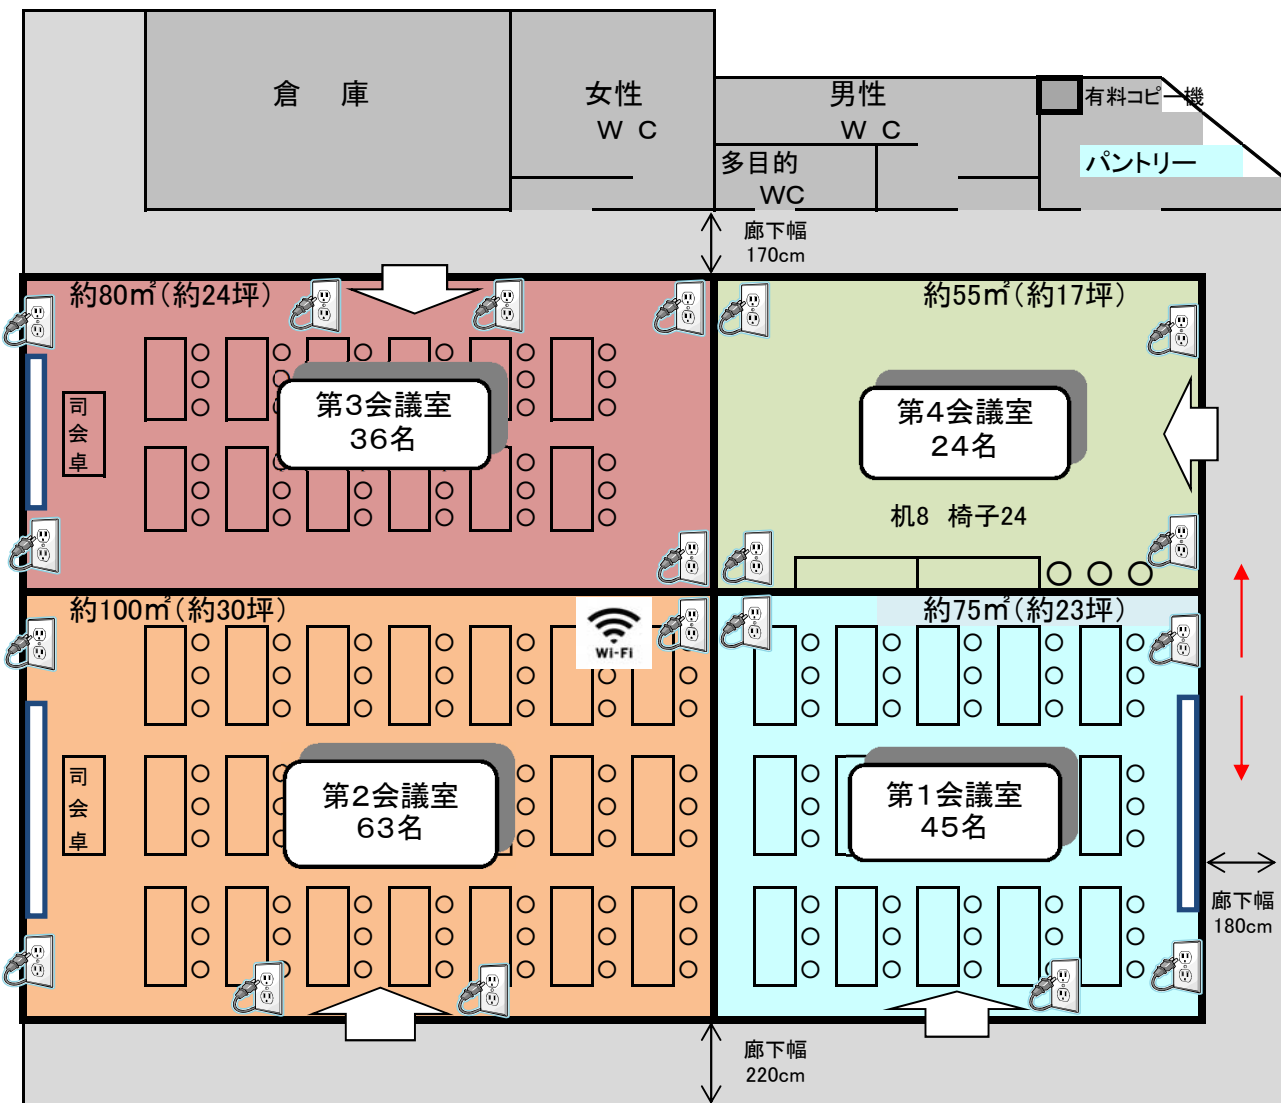 倉　庫
女性
ＷＣ
男性
ＷＣ
有料コピー機
多目的
WC
パントリー
廊下幅
170cm
約80㎡（約24坪）
約55㎡（約17坪）
司
会
卓
第３会議室
３６名
第４会議室
２４名
机8 椅子24
約100㎡（約30坪）
Wi-Fi
約75㎡（約23坪）
司
会
卓
第２会議室
６３名
第１会議室
４５名
廊下幅
180cm
廊下幅
220cm